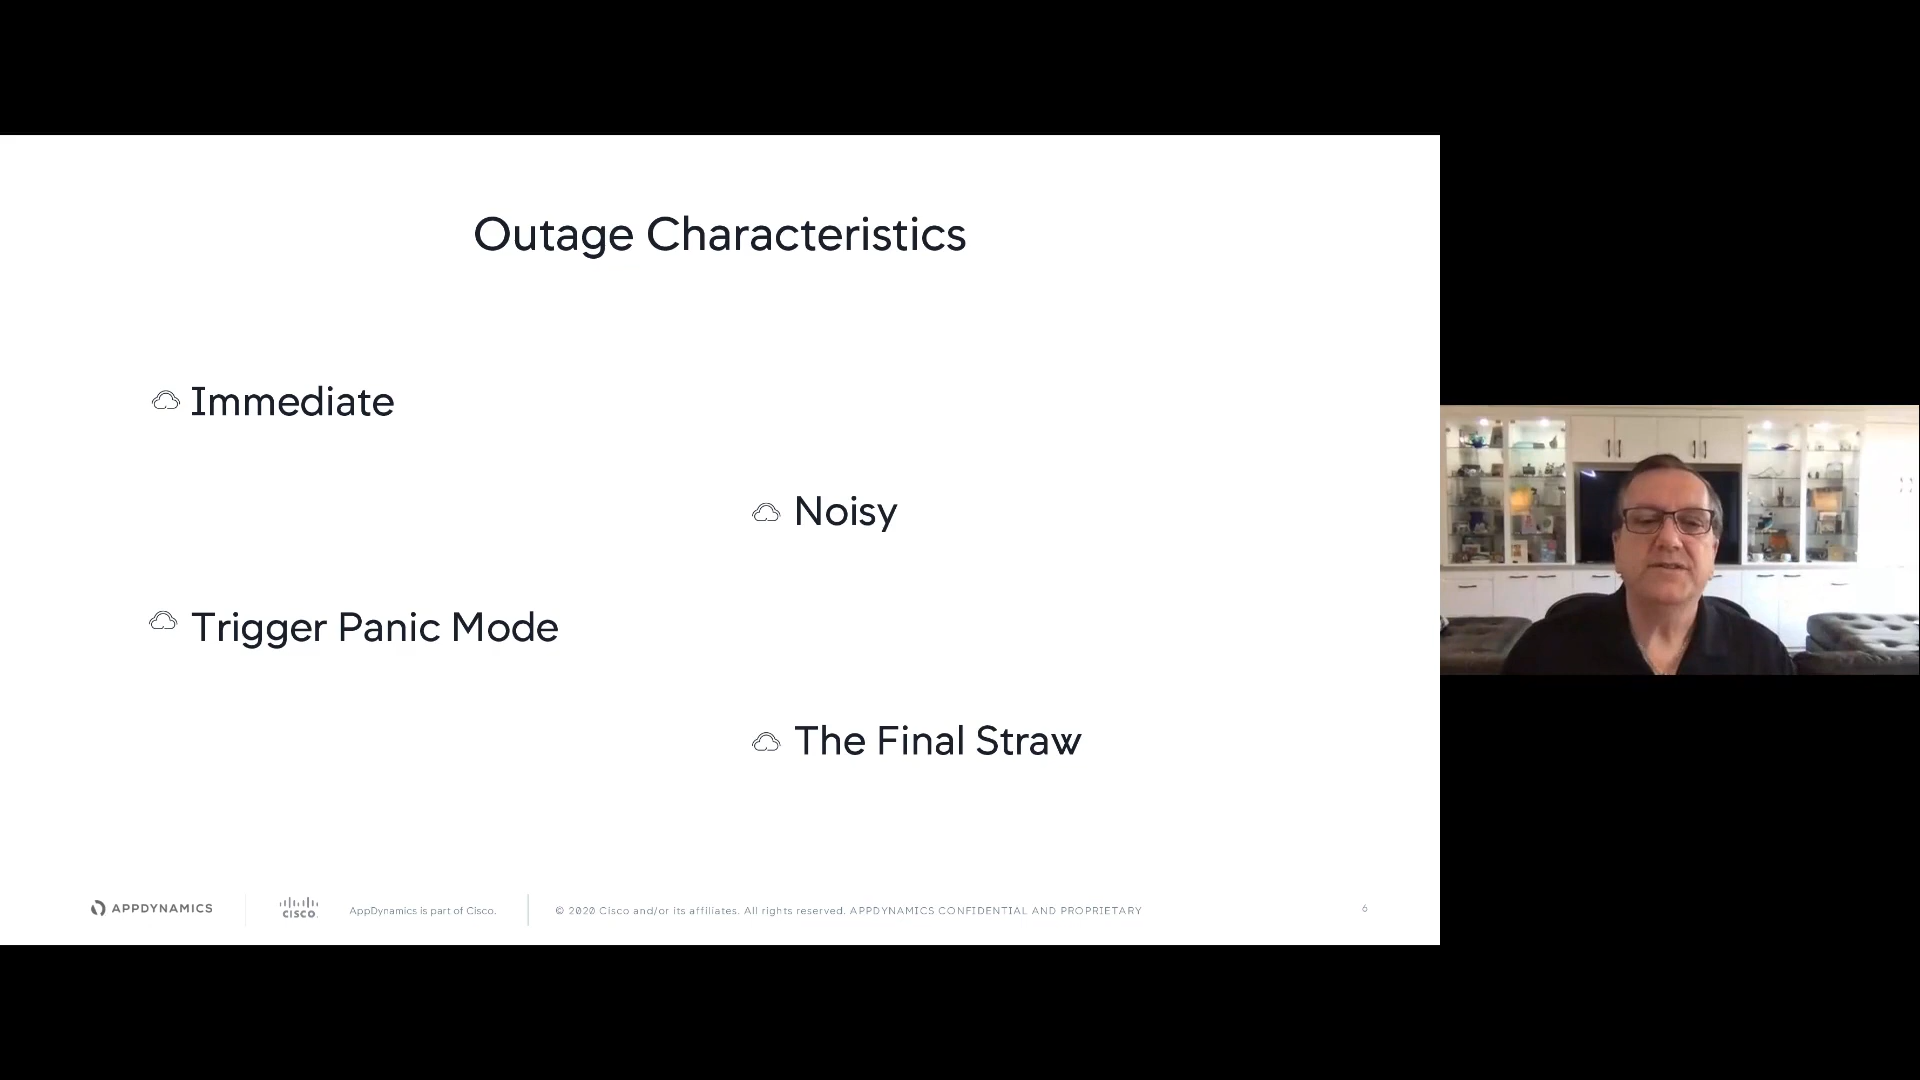 Outage Characteristics
Immediate
Noisy
Trigger Panic Mode
The Final Straw
APPDYNAMICS
CISCO
AppDynamics is part of Cisco.
© 2020 Cisco and/or its affiliates. All rights reserved. APPDYNAMICS CONFIDENTIAL AND PROPRIETARY
6